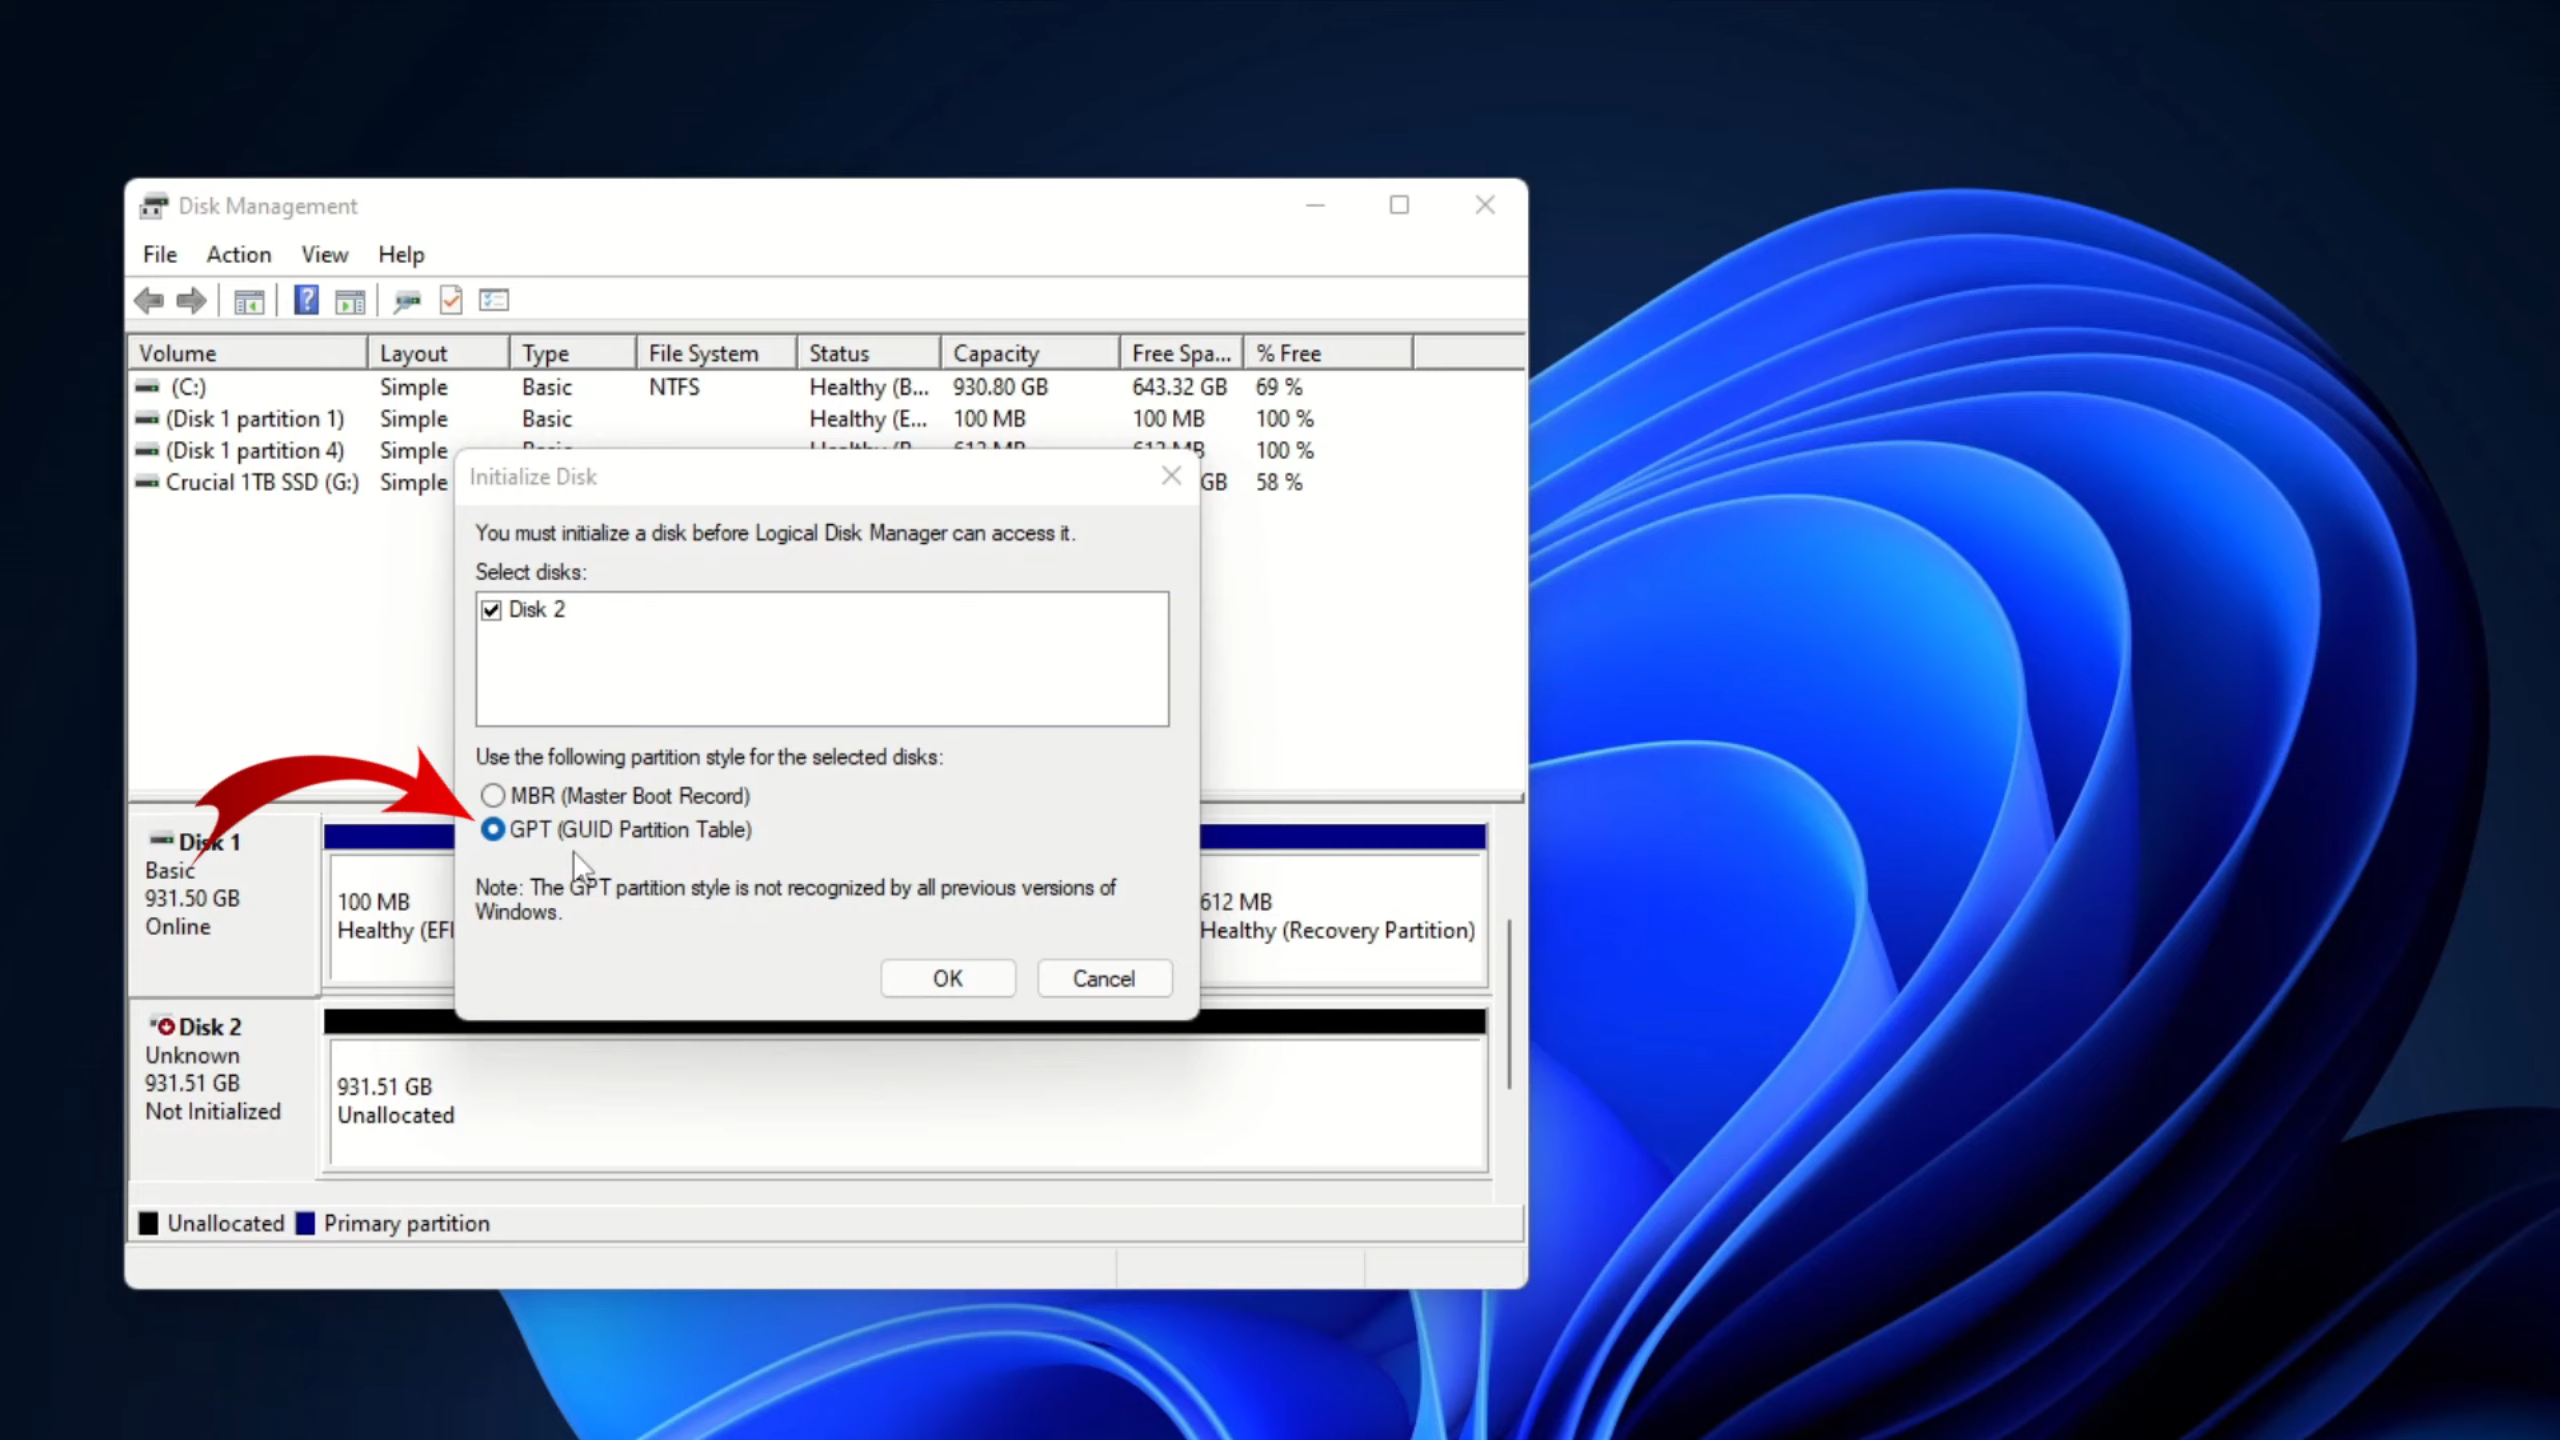 Disk Management
File Action View Help
Volume Layout Type File System Status Capacity Free Spa... % Free
(C:) Simple Basic NTFS Healthy (B... 930.80 GB 643.32 GB 69 %
(Disk 1 partition 1) Simple Basic Healthy (E... 100 MB 100 MB 100 %
(Disk 1 partition 4) Simple 100 %
Crucial 1TB SSD (G:) Simple GB 58 %
Initialize Disk
You must initialize a disk before Logical Disk Manager can access it.
Select disks:
Disk 2
Use the following partition style for the selected disks:
MBR (Master Boot Record)
GPT (GUID Partition Table)
Note: The GPT partition style is not recognized by all previous versions of
Windows.
OK Cancel
Disk 1
Basic
931.50 GB
Online
100 MB
Healthy (EFI
612 MB
Healthy (Recovery Partition)
Disk 2
Unknown
931.51 GB
Not Initialized
931.51 GB
Unallocated
Unallocated Primary partition